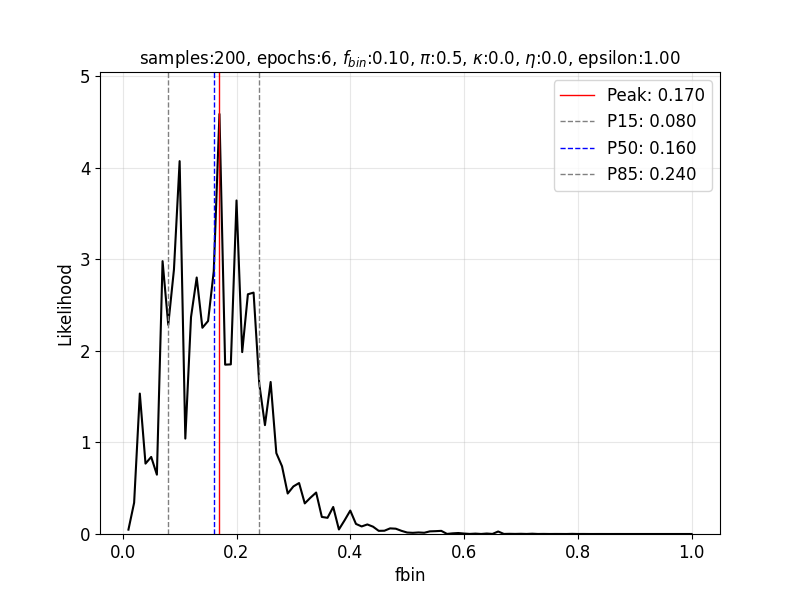 samples:200, epochs:6, f_bin:0.10, π:0.5, κ:0.0, η:0.0, epsilon:1.00
Peak: 0.170
P15: 0.080
P50: 0.160
P85: 0.240
Likelihood
5
4
3
2
1
0
0.0 0.2 0.4 0.6 0.8 1.0
fbin